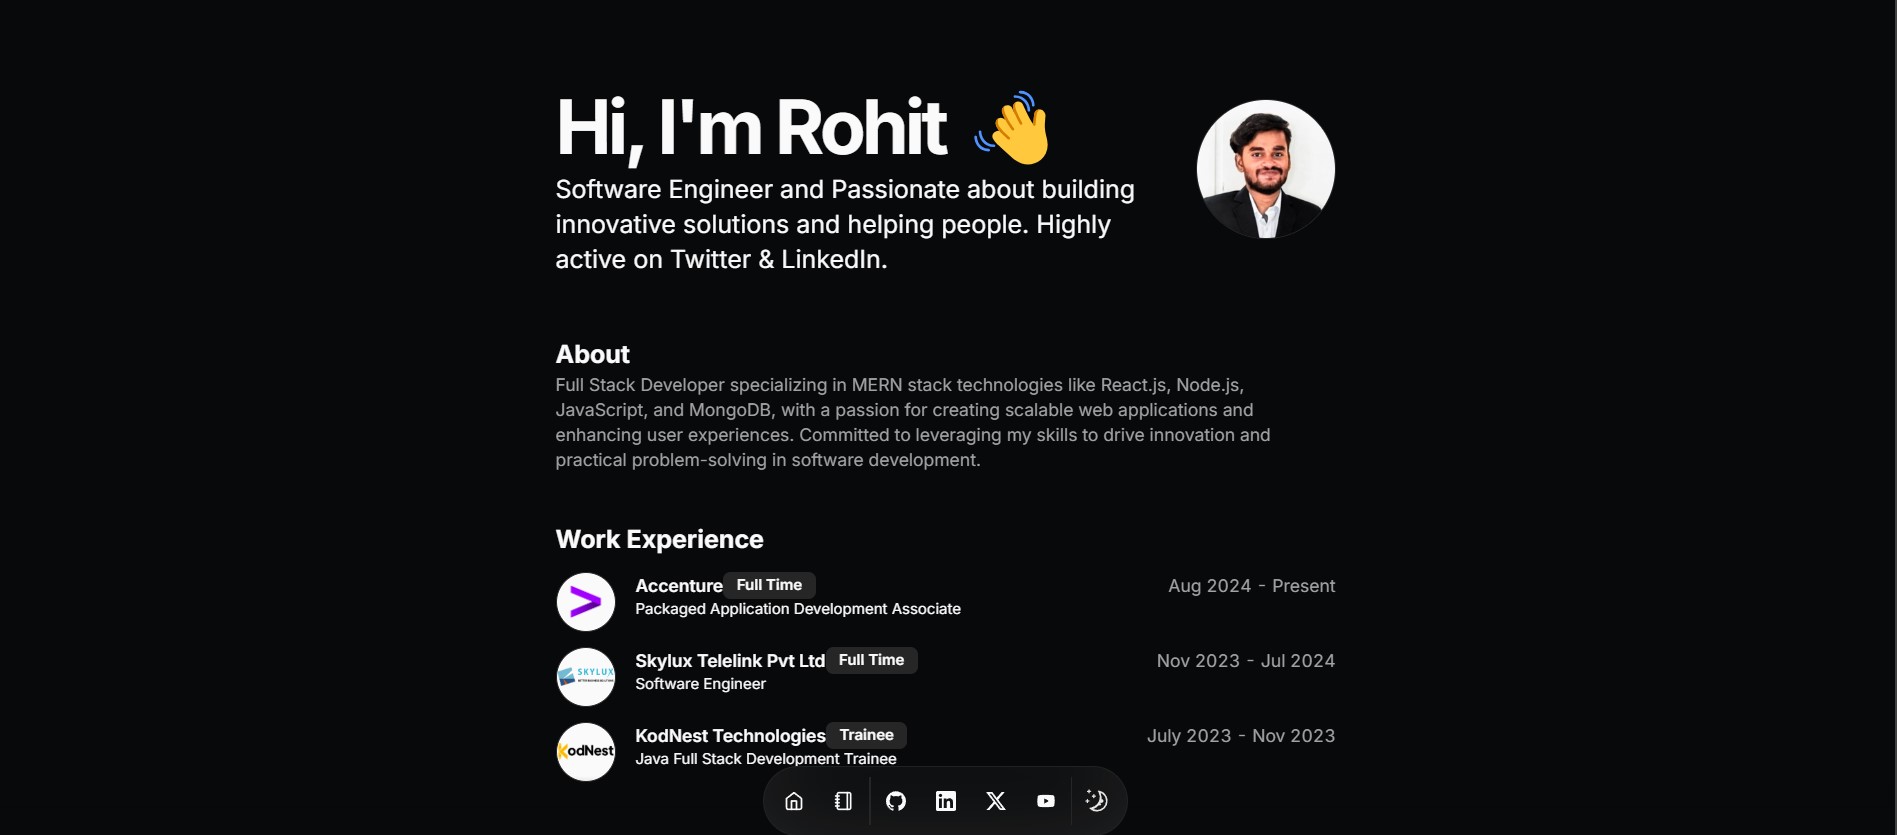 Hi, I'm Rohit 👋
Software Engineer and Passionate about building
innovative solutions and helping people. Highly
active on Twitter & LinkedIn.
About
Full Stack Developer specializing in MERN stack technologies like React.js, Node.js,
JavaScript, and MongoDB, with a passion for creating scalable web applications and
enhancing user experiences. Committed to leveraging my skills to drive innovation and
practical problem-solving in software development.
Work Experience
Accenture Full Time Aug 2024 - Present
Packaged Application Development Associate
Skylux Telelink Pvt Ltd Full Time Nov 2023 - Jul 2024
SKYLUX
Software Engineer
KodNest Technologies Trainee July 2023 - Nov 2023
KodNest
Java Full Stack Development Trainee